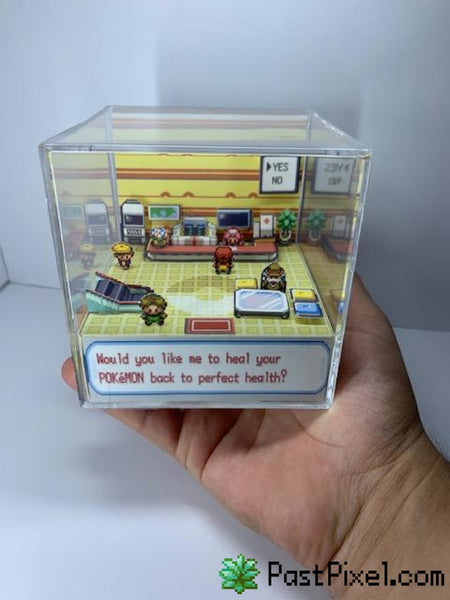 ▶YES
NO
Would you like me to heal your
POKéMON back to perfect health?
PastPixel.com